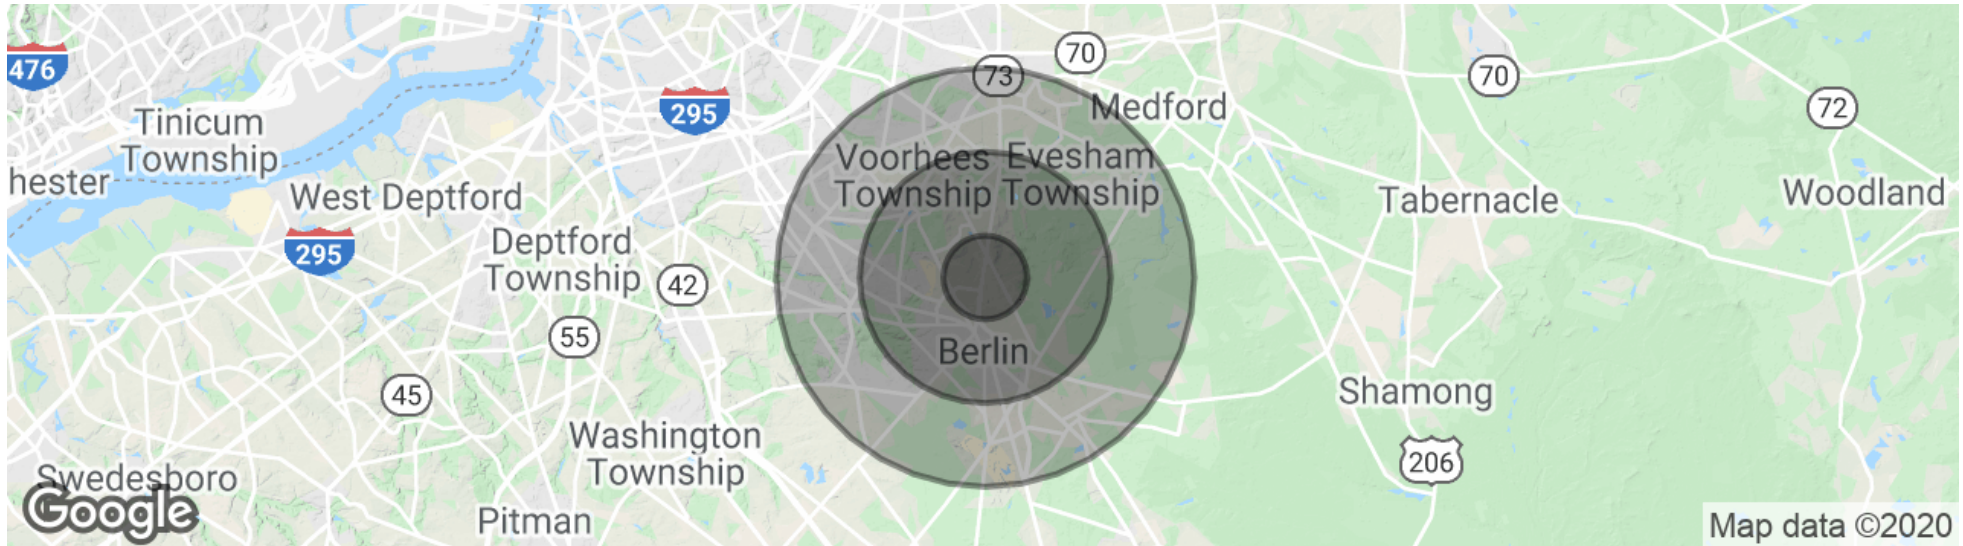 476
Tinicum
Township
hester
West Deptford
295
295
Deptford
Township
42
55
45
Washington
Township
Swedesboro
Pitman
Google
70
73
Medford
Voorhees
Township
Evesham
Township
Berlin
70
72
Tabernacle
Woodland
Shamong
206
Map data ©2020